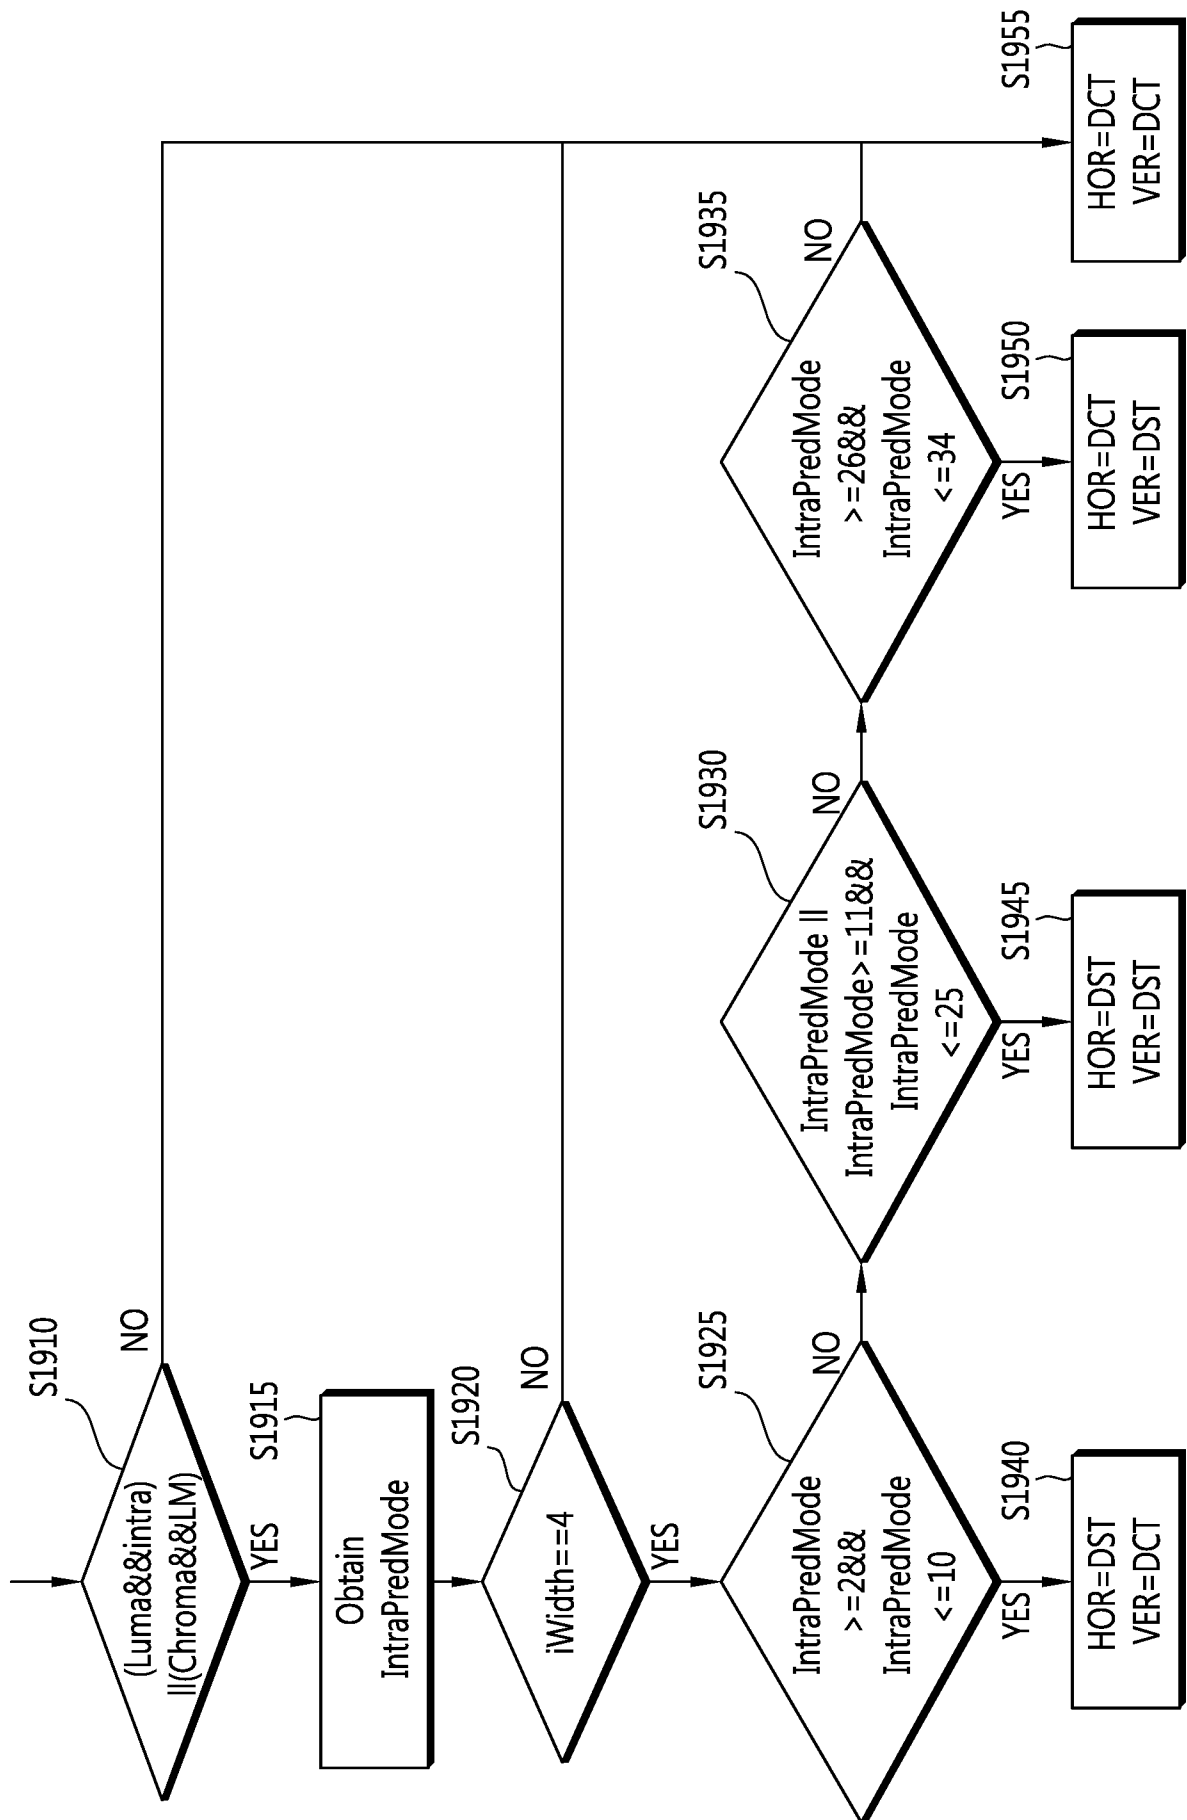 S1910
(Luma&&intra)
||(Chroma&&LM)
NO
YES
S1915
Obtain
IntraPredMode
S1920
iWidth==4
NO
YES
S1925
IntraPredMode
>=2&&
IntraPredMode
<=10
NO
YES
S1930
IntraPredMode ||
IntraPredMode>=11&&
IntraPredMode
<=25
NO
YES
S1935
IntraPredMode
>=26&&
IntraPredMode
<=34
NO
YES
S1940
HOR=DST
VER=DCT
S1945
HOR=DST
VER=DST
S1950
HOR=DCT
VER=DST
S1955
HOR=DCT
VER=DCT